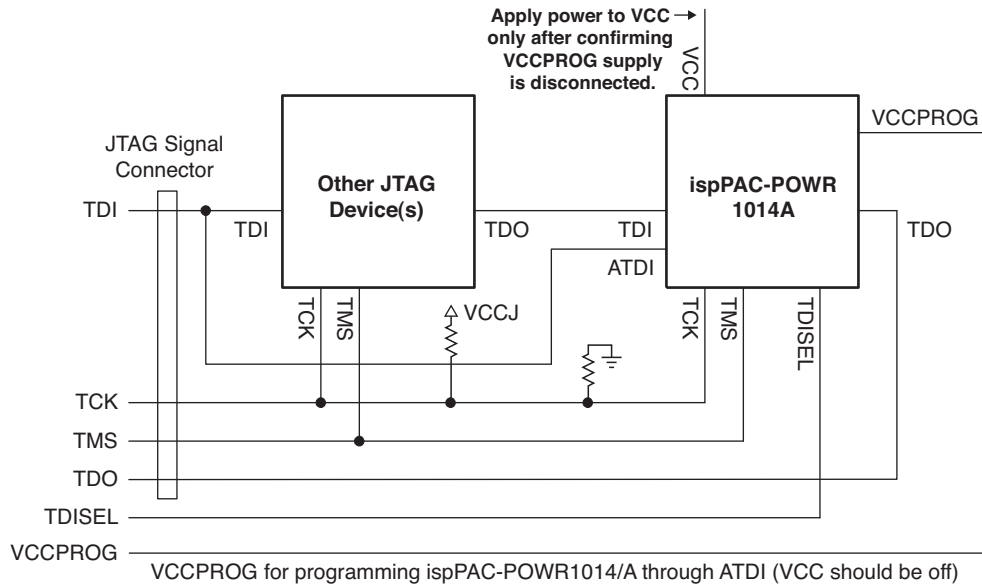 Apply power to VCC
only after confirming
VCCPROG supply
is disconnected.
VCC
VCCPROG
JTAG Signal
Connector
Other JTAG
Device(s)
ispPAC-POWR
1014A
TDI
TDI
TDO
TDI
TDO
ATDI
TCK
TMS
VCCJ
TCK
TMS
TDISEL
TCK
TMS
TDO
TDISEL
VCCPROG
VCCPROG for programming ispPAC-POWR1014/A through ATDI (VCC should be off)